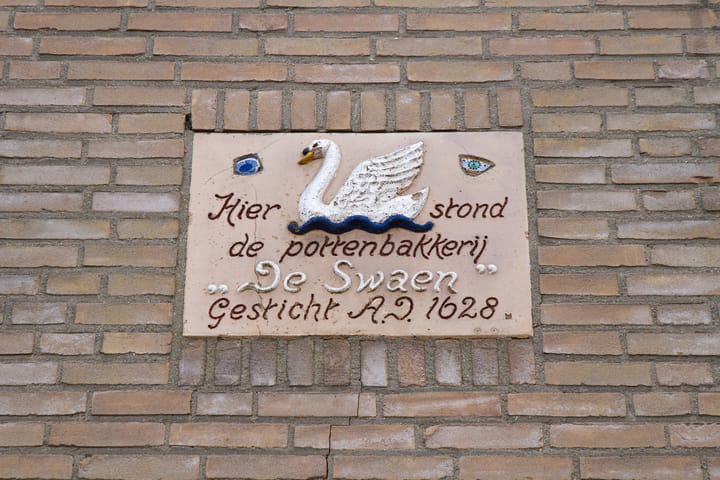 Hier stond
de pottenbakkerij
„De Swaen”
Gesticht A.D. 1628